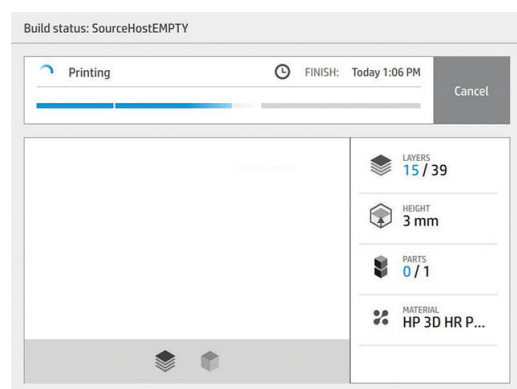 Build status: SourceHostEMPTY
Printing
FINISH: Today 1:06 PM
Cancel
LAYERS
15 / 39
HEIGHT
3 mm
PARTS
0 / 1
MATERIAL
HP 3D HR P...